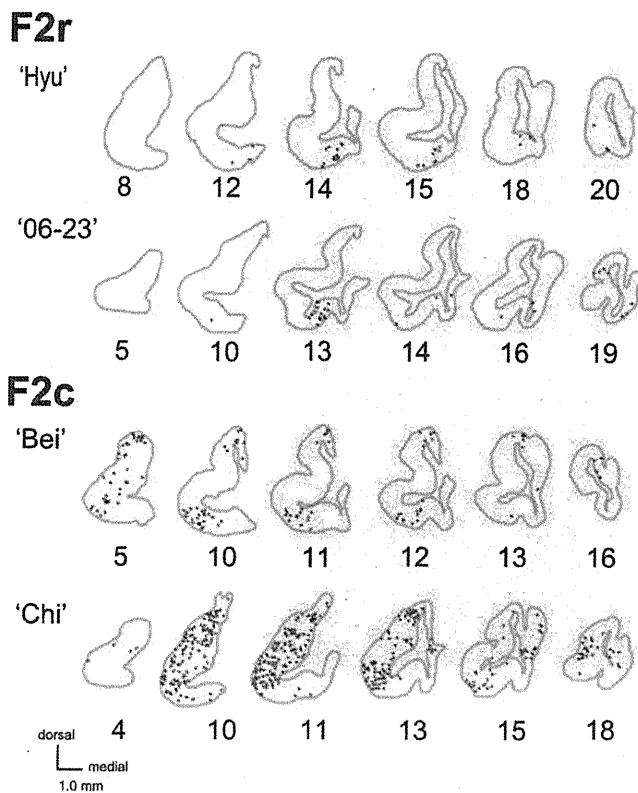 F2r
'Hyu'
8 12 14 15 18 20
'06-23'
5 10 13 14 16 19
F2c
'Bei'
5 10 11 12 13 16
'Chi'
4 10 11 13 15 18
dorsal
medial
1.0 mm